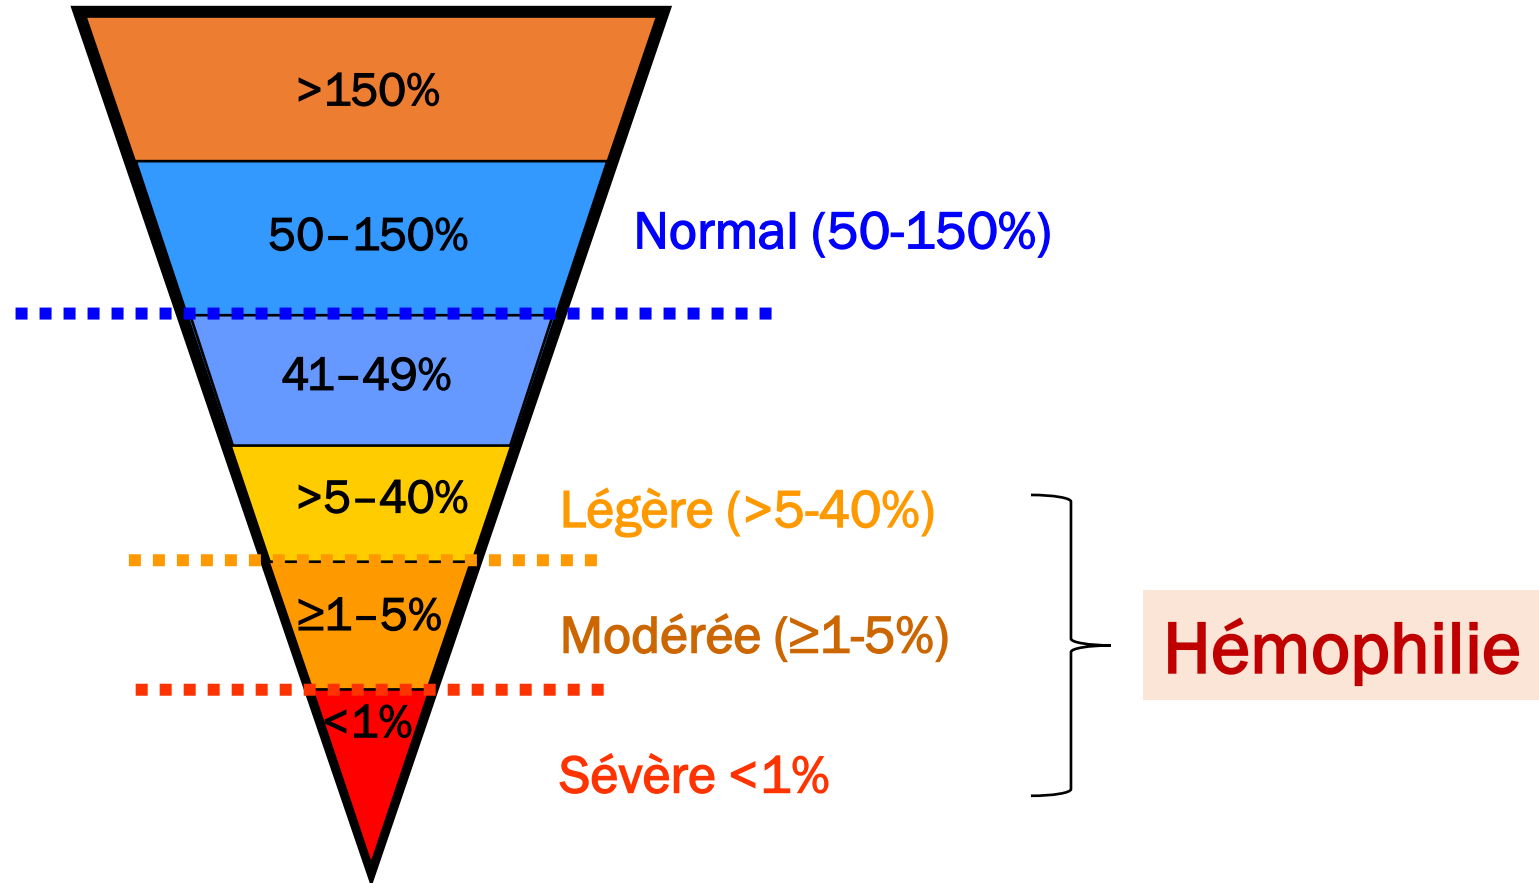 >150%
50–150%
Normal (50-150%)
41–49%
>5–40%
Légère (>5-40%)
≥1–5%
Modérée (≥1-5%)
Hémophilie
<1%
Sévère <1%